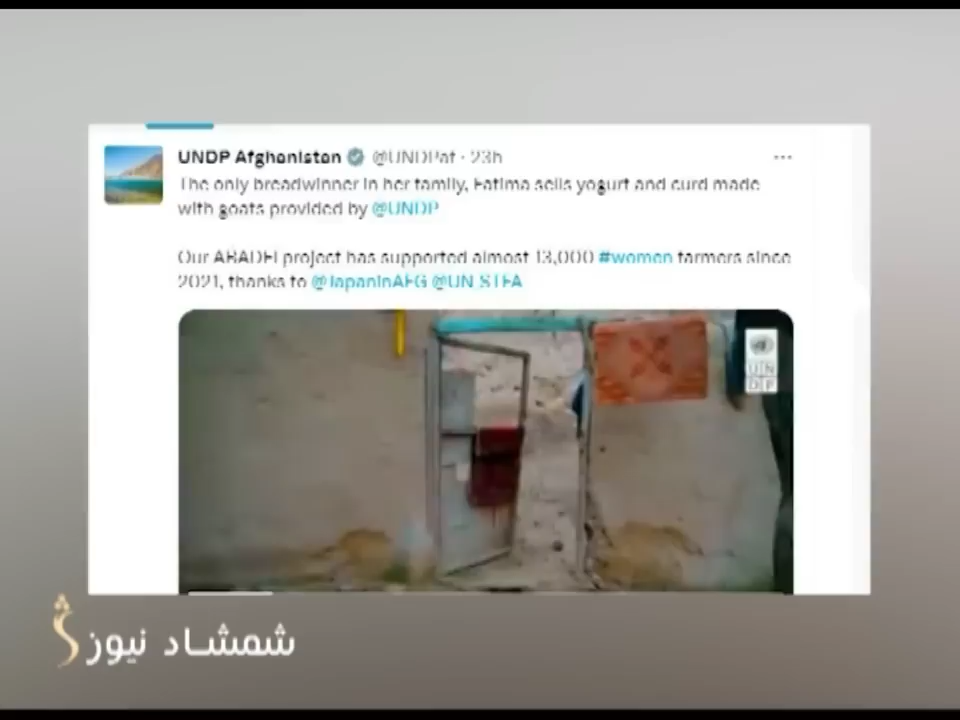 UNDP Afghanistan @UNDPaf · 23h
The only breadwinner in her family, Fatima sells yogurt and curd made
with goats provided by @UNDP
Our ABADEI project has supported almost 13,000 #women farmers since
2021, thanks to @JapaninAFG @UN STFA
UN
DP
شمشاد نیوز